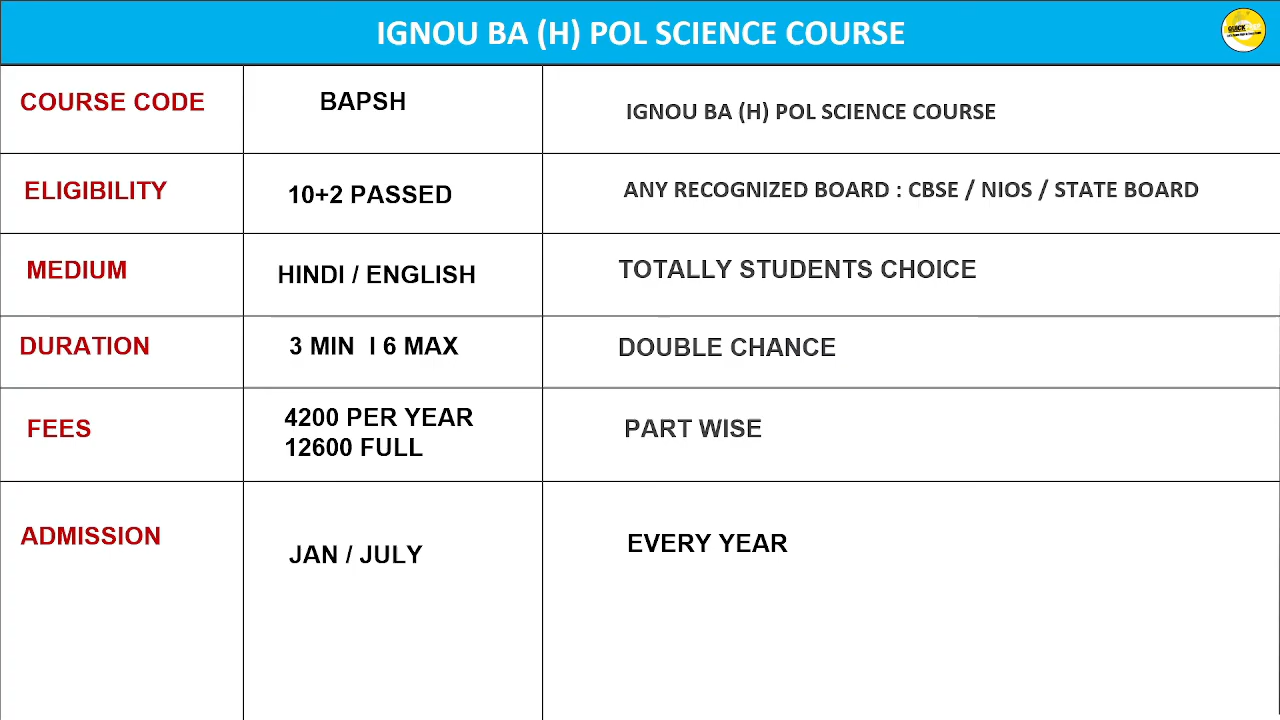 IGNOU BA (H) POL SCIENCE COURSE
QUICK
COURSE CODE
BAPSH
IGNOU BA (H) POL SCIENCE COURSE
ELIGIBILITY
10+2 PASSED
ANY RECOGNIZED BOARD : CBSE / NIOS / STATE BOARD
MEDIUM
HINDI / ENGLISH
TOTALLY STUDENTS CHOICE
DURATION
3 MIN I 6 MAX
DOUBLE CHANCE
FEES
4200 PER YEAR
12600 FULL
PART WISE
ADMISSION
JAN / JULY
EVERY YEAR